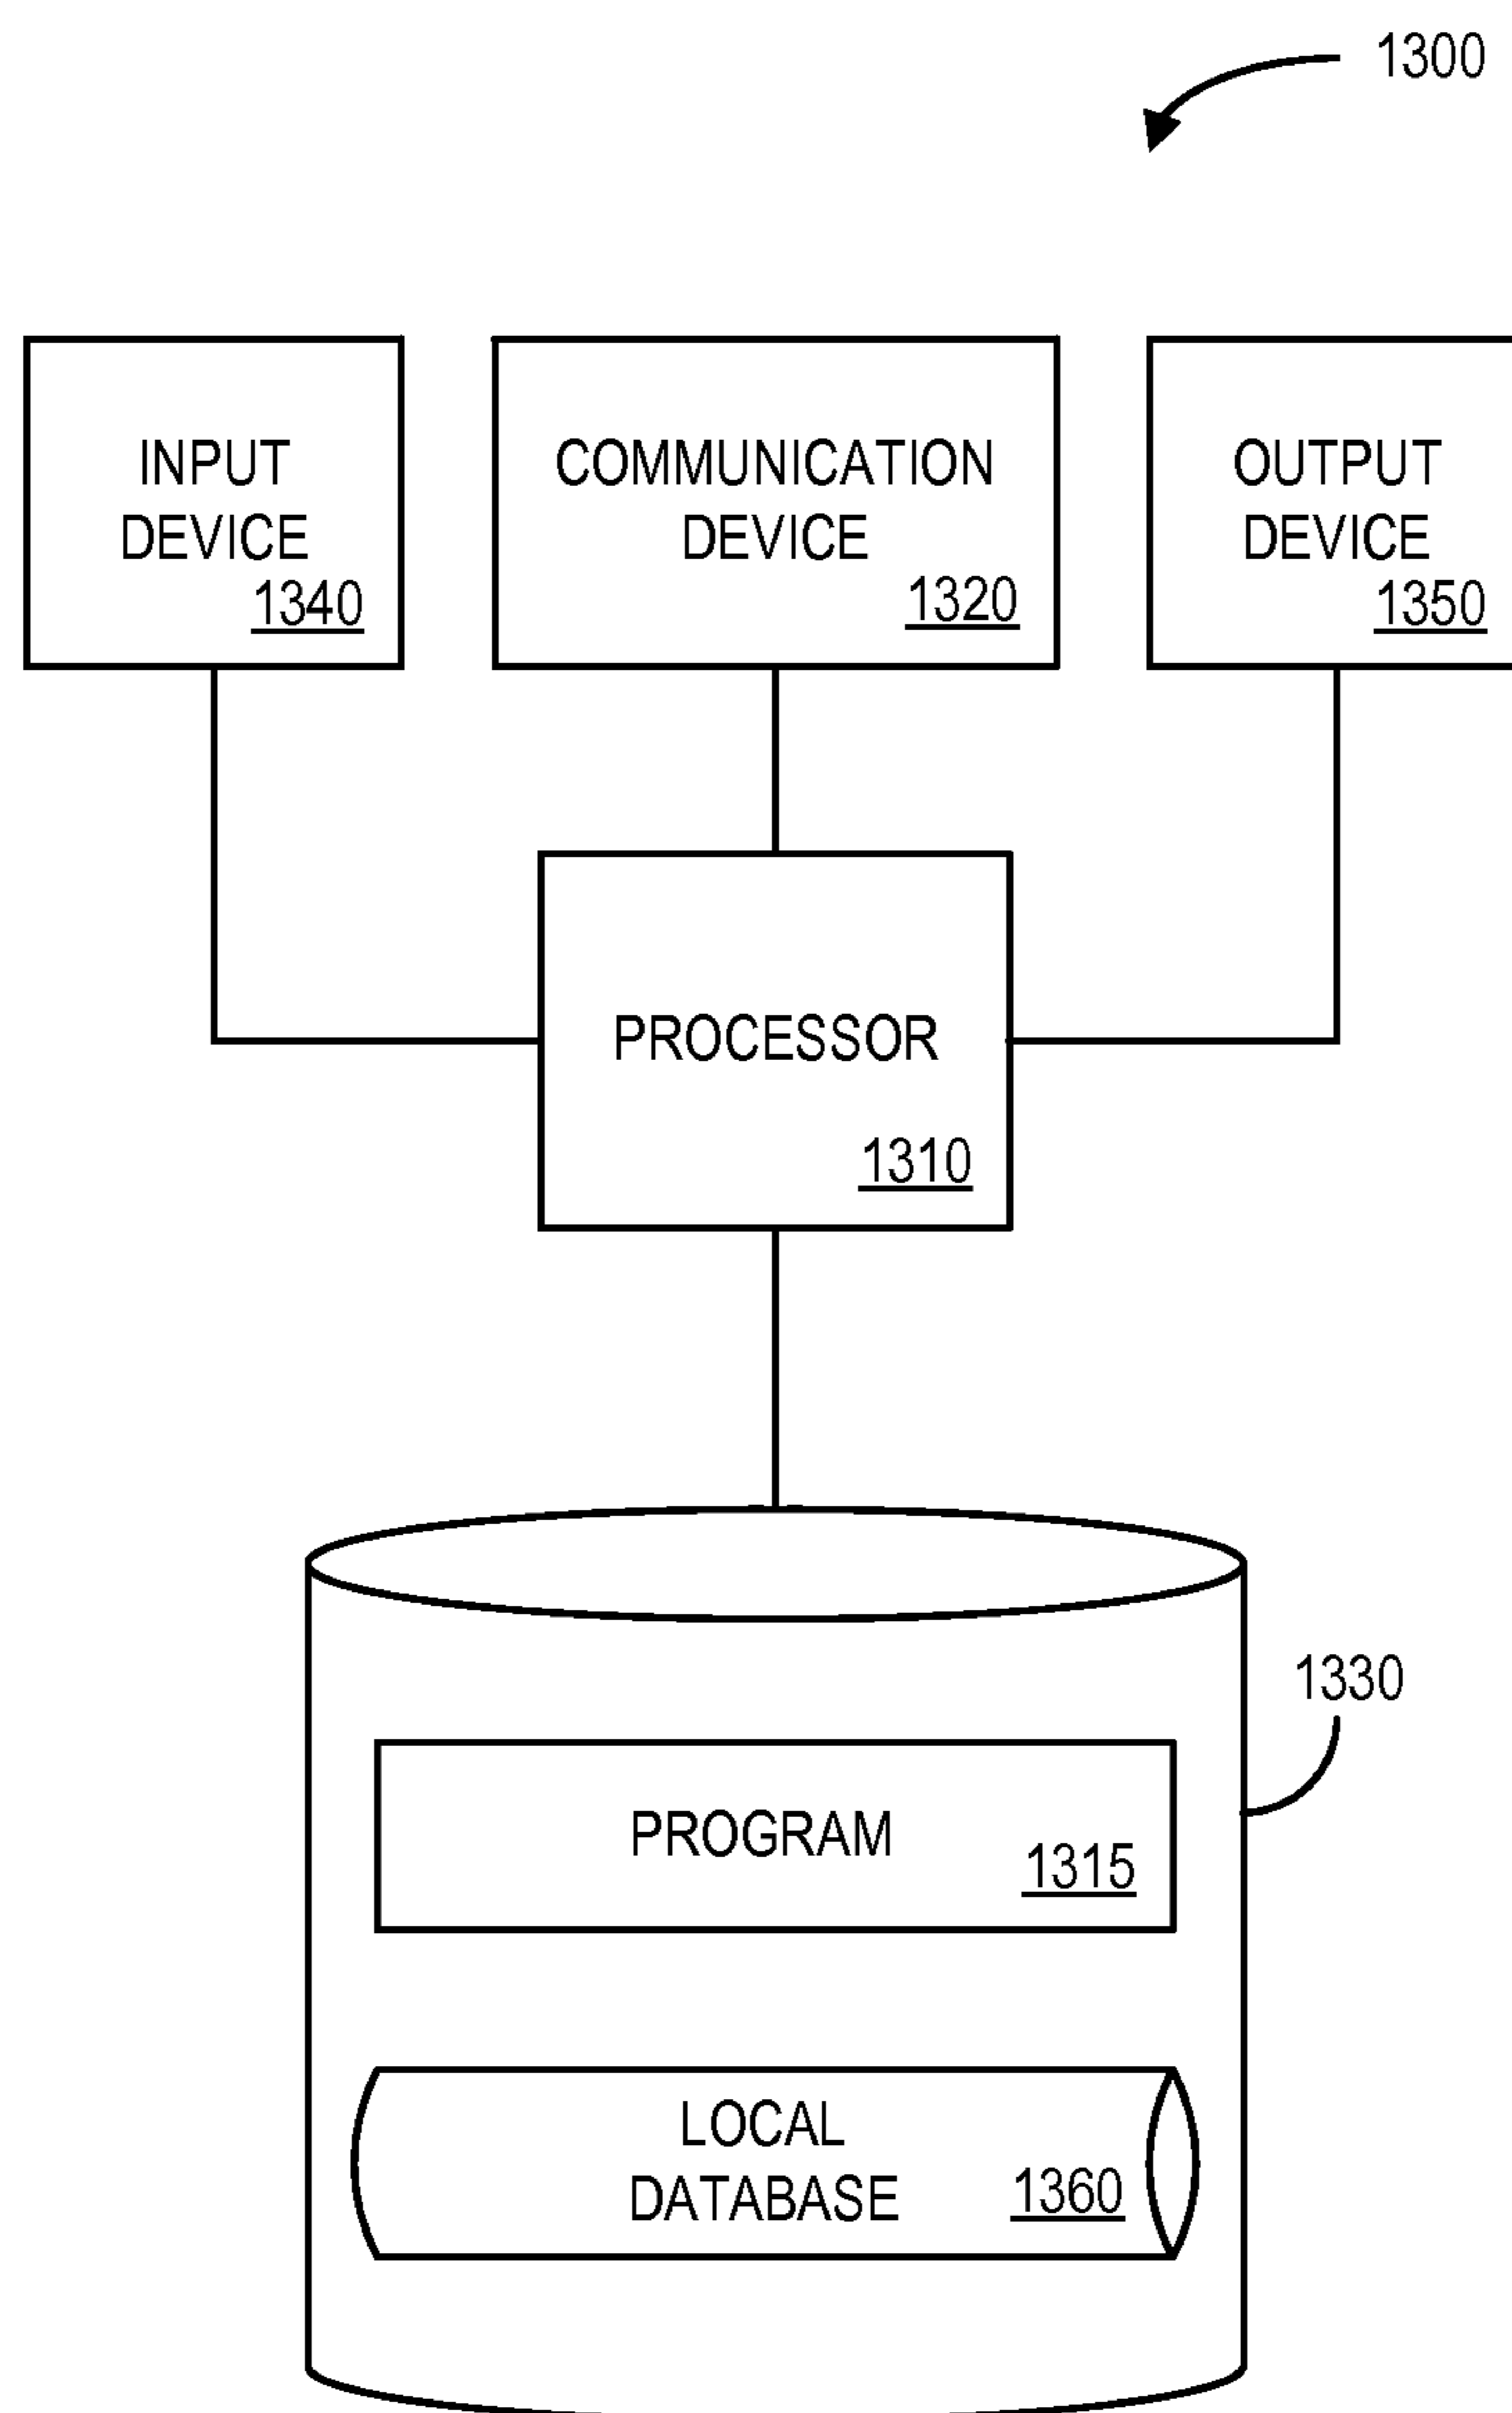 1300
INPUT
DEVICE
1340
COMMUNICATION
DEVICE
1320
OUTPUT
DEVICE
1350
PROCESSOR
1310
1330
PROGRAM
1315
LOCAL
DATABASE
1360